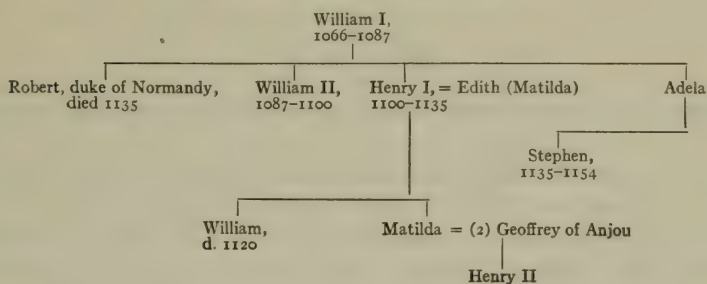 William I,
1066–1087
Robert, duke of Normandy,
died 1135
William II,
1087–1100
Henry I, = Edith (Matilda)
1100–1135
Adela
Stephen,
1135–1154
William,
d. 1120
Matilda = (2) Geoffrey of Anjou
Henry II